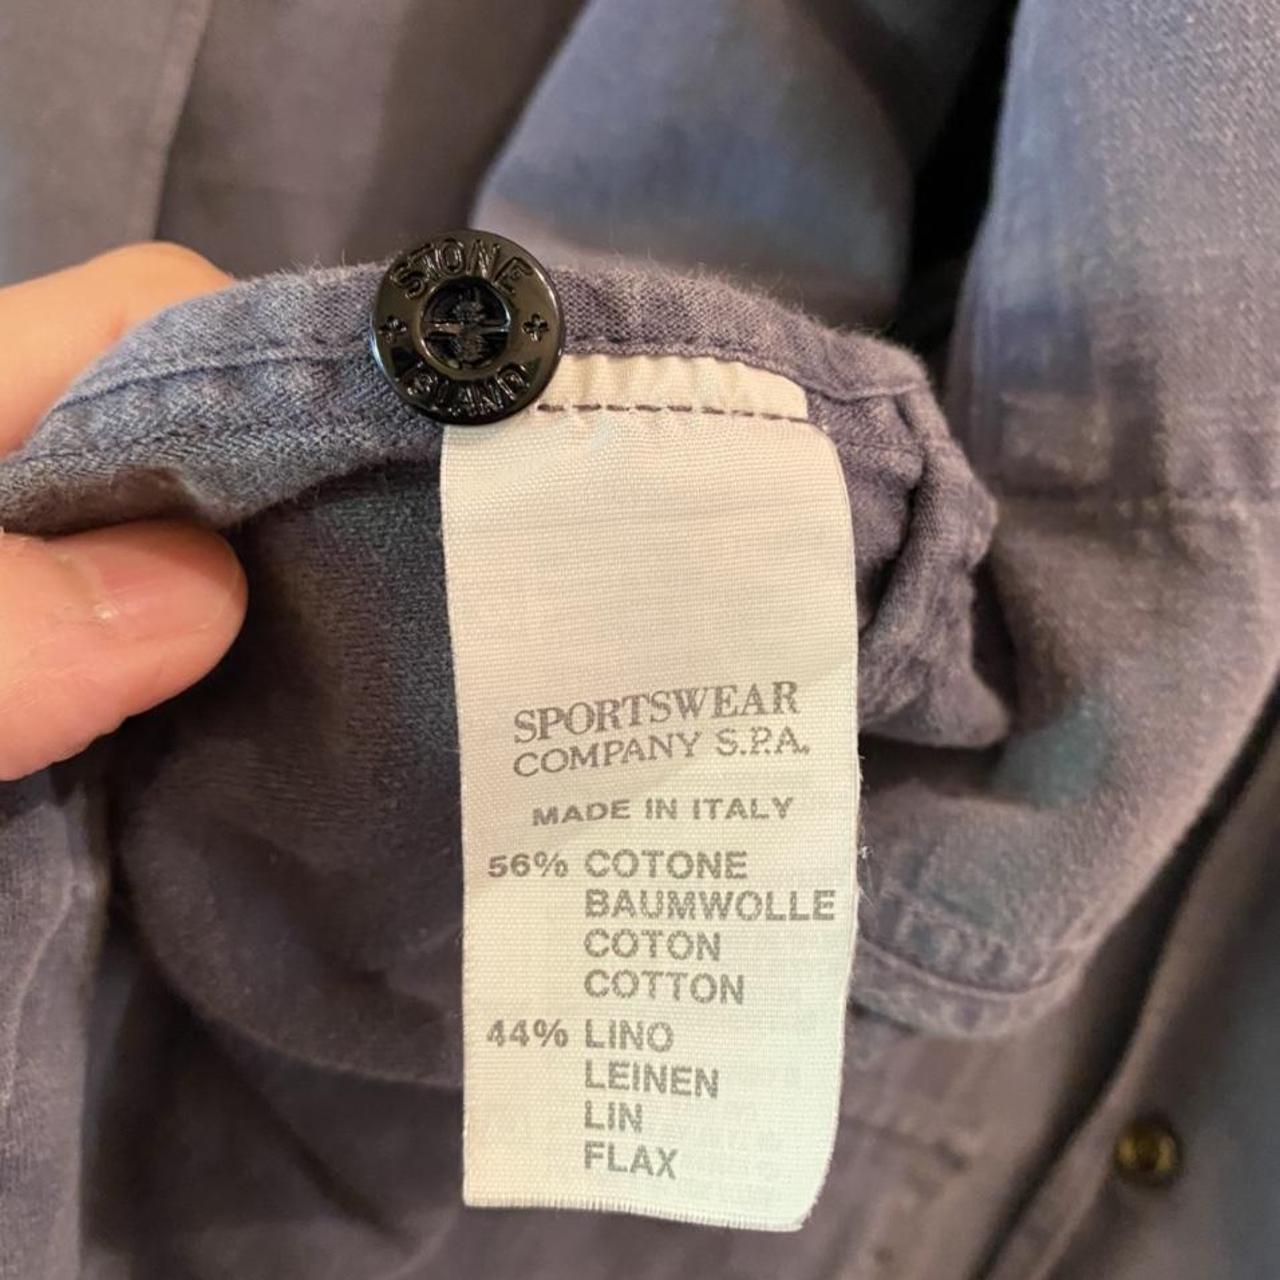 STONE
ISLAND
SPORTSWEAR
COMPANY S.P.A.
MADE IN ITALY
56% COTONE
BAUMWOLLE
COTON
COTTON
44% LINO
LEINEN
LIN
FLAX